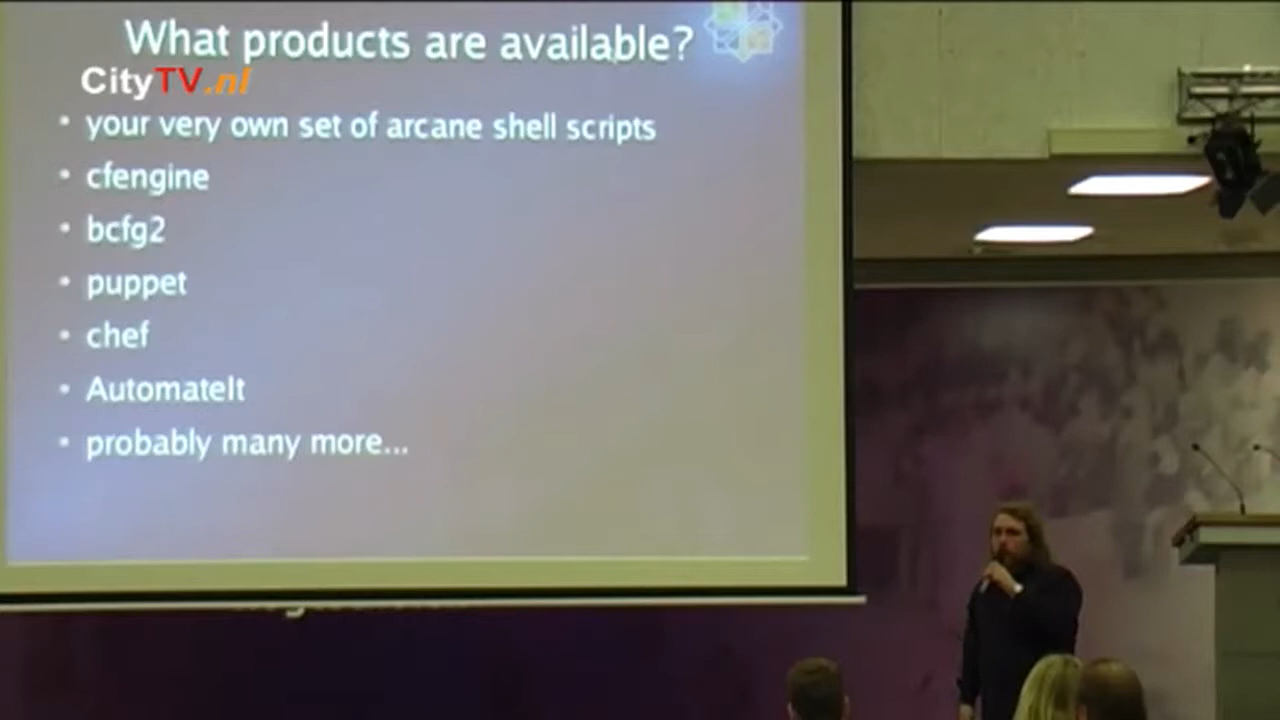 What products are available?
CityTV.nl
• your very own set of arcane shell scripts
• cfengine
• bcfg2
• puppet
• chef
• AutomateIt
• probably many more...